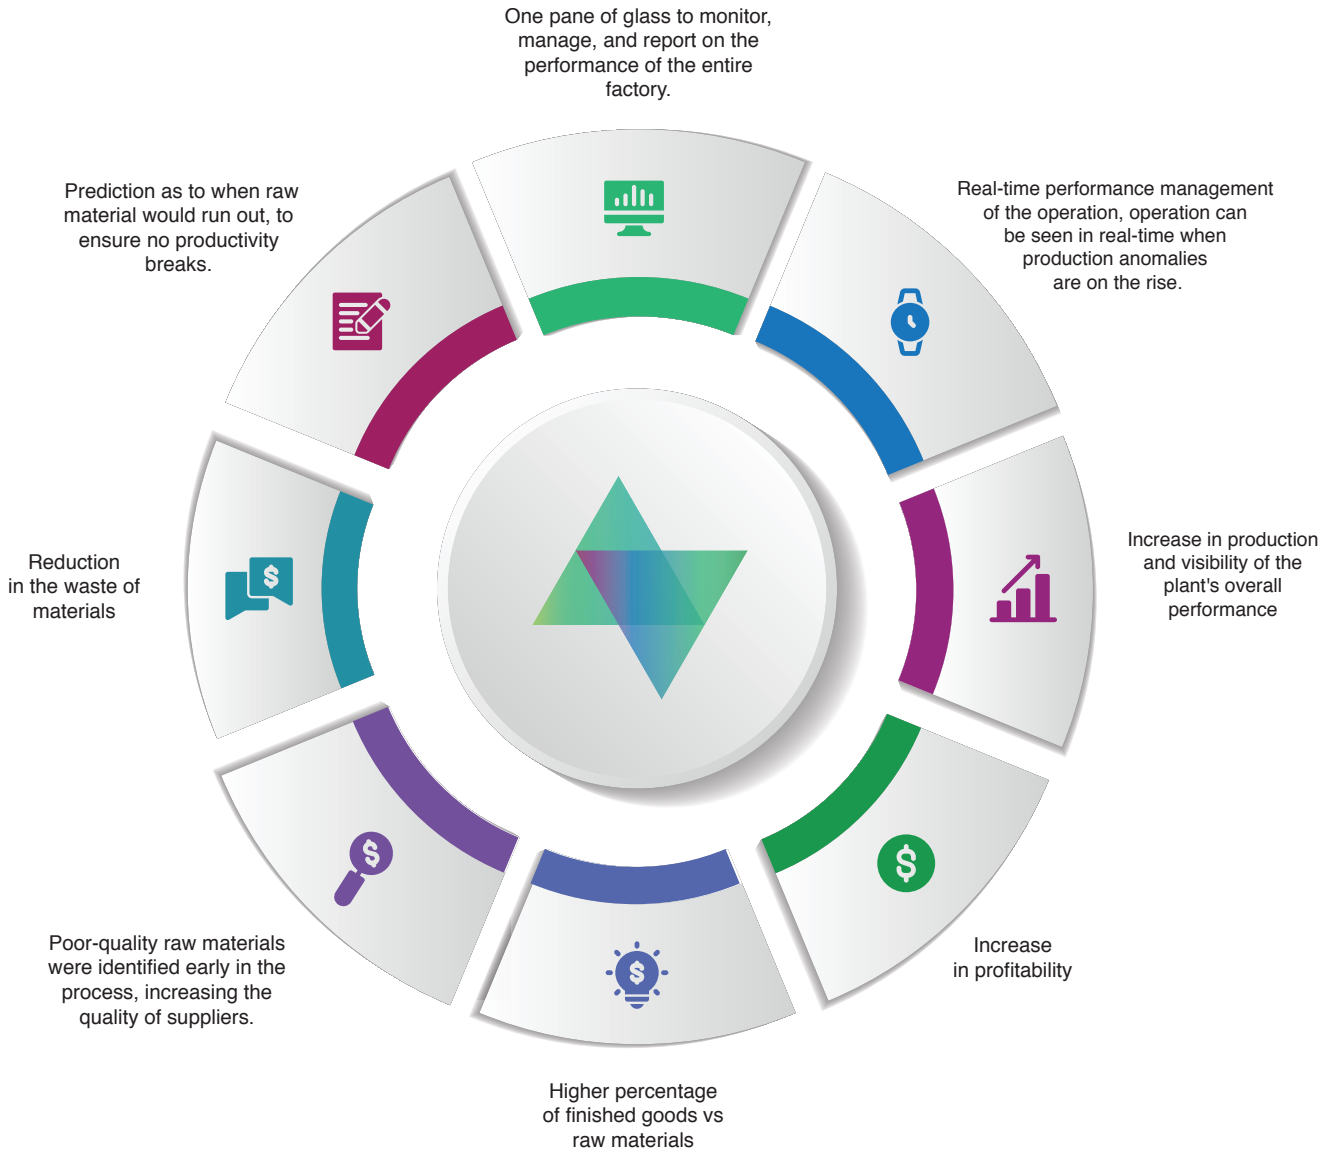 One pane of glass to monitor,
manage, and report on the
performance of the entire
factory.
Real-time performance management
of the operation, operation can
be seen in real-time when
production anomalies
are on the rise.
Increase in production
and visibility of the
plant's overall
performance
Increase
in profitability
Higher percentage
of finished goods vs
raw materials
Poor-quality raw materials
were identified early in the
process, increasing the
quality of suppliers.
Reduction
in the waste of
materials
Prediction as to when raw
material would run out, to
ensure no productivity
breaks.
$
$
$
$